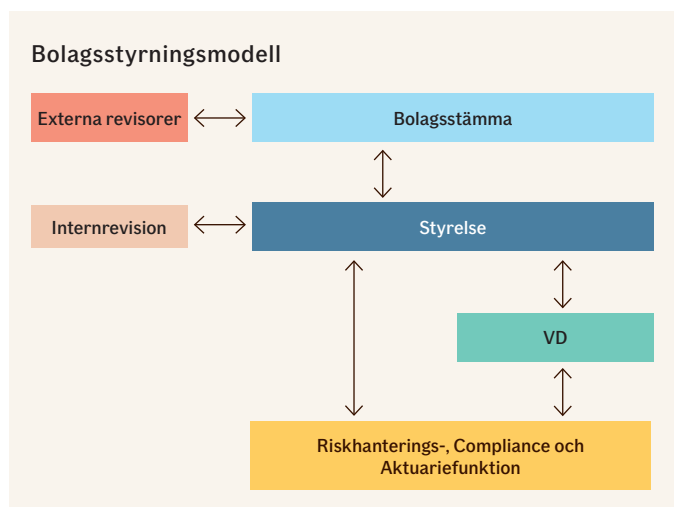 Bolagsstyrningsmodell
Externa revisorer
Bolagsstämma
Internrevision
Styrelse
VD
Riskhanterings-, Compliance och
Aktuariefunktion